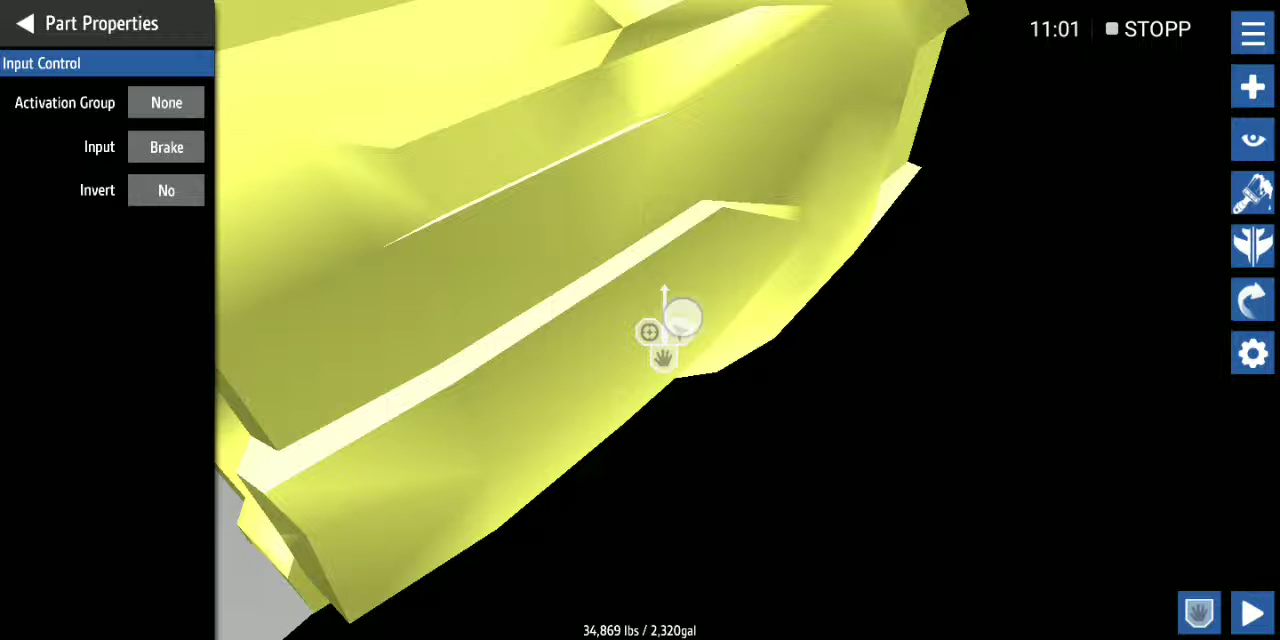 Part Properties
11:01 STOPP
Input Control
Activation Group None
Input Brake
Invert No
34,869 lbs / 2,320gal